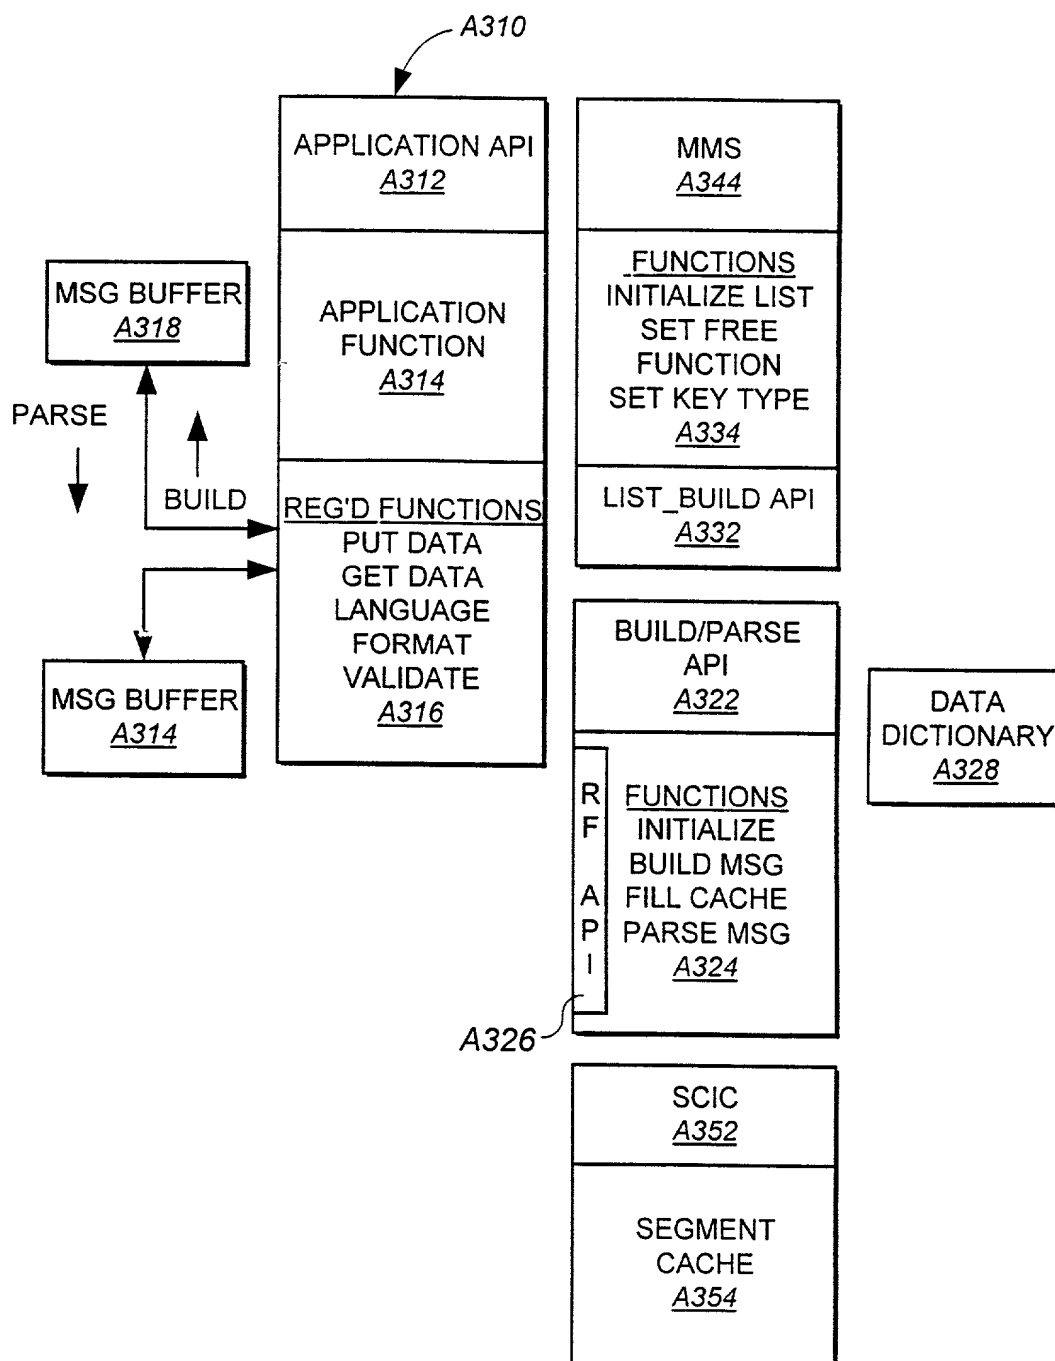 A310
APPLICATION API
A312
APPLICATION
FUNCTION
A314
REG'D FUNCTIONS
PUT DATA
GET DATA
LANGUAGE
FORMAT
VALIDATE
A316
MSG BUFFER
A318
PARSE
BUILD
MSG BUFFER
A314
MMS
A344
FUNCTIONS
INITIALIZE LIST
SET FREE
FUNCTION
SET KEY TYPE
A334
LIST_BUILD API
A332
BUILD/PARSE
API
A322
R
F
A
P
I
FUNCTIONS
INITIALIZE
BUILD MSG
FILL CACHE
PARSE MSG
A324
A326
DATA
DICTIONARY
A328
SCIC
A352
SEGMENT
CACHE
A354